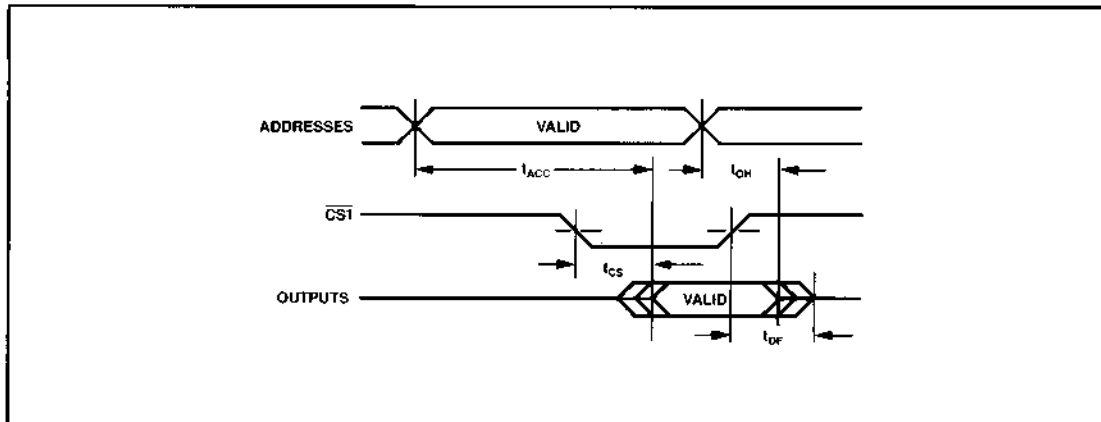 ADDRESSES
VALID
tACC
tOH
CS1
tCS
OUTPUTS
VALID
tDF